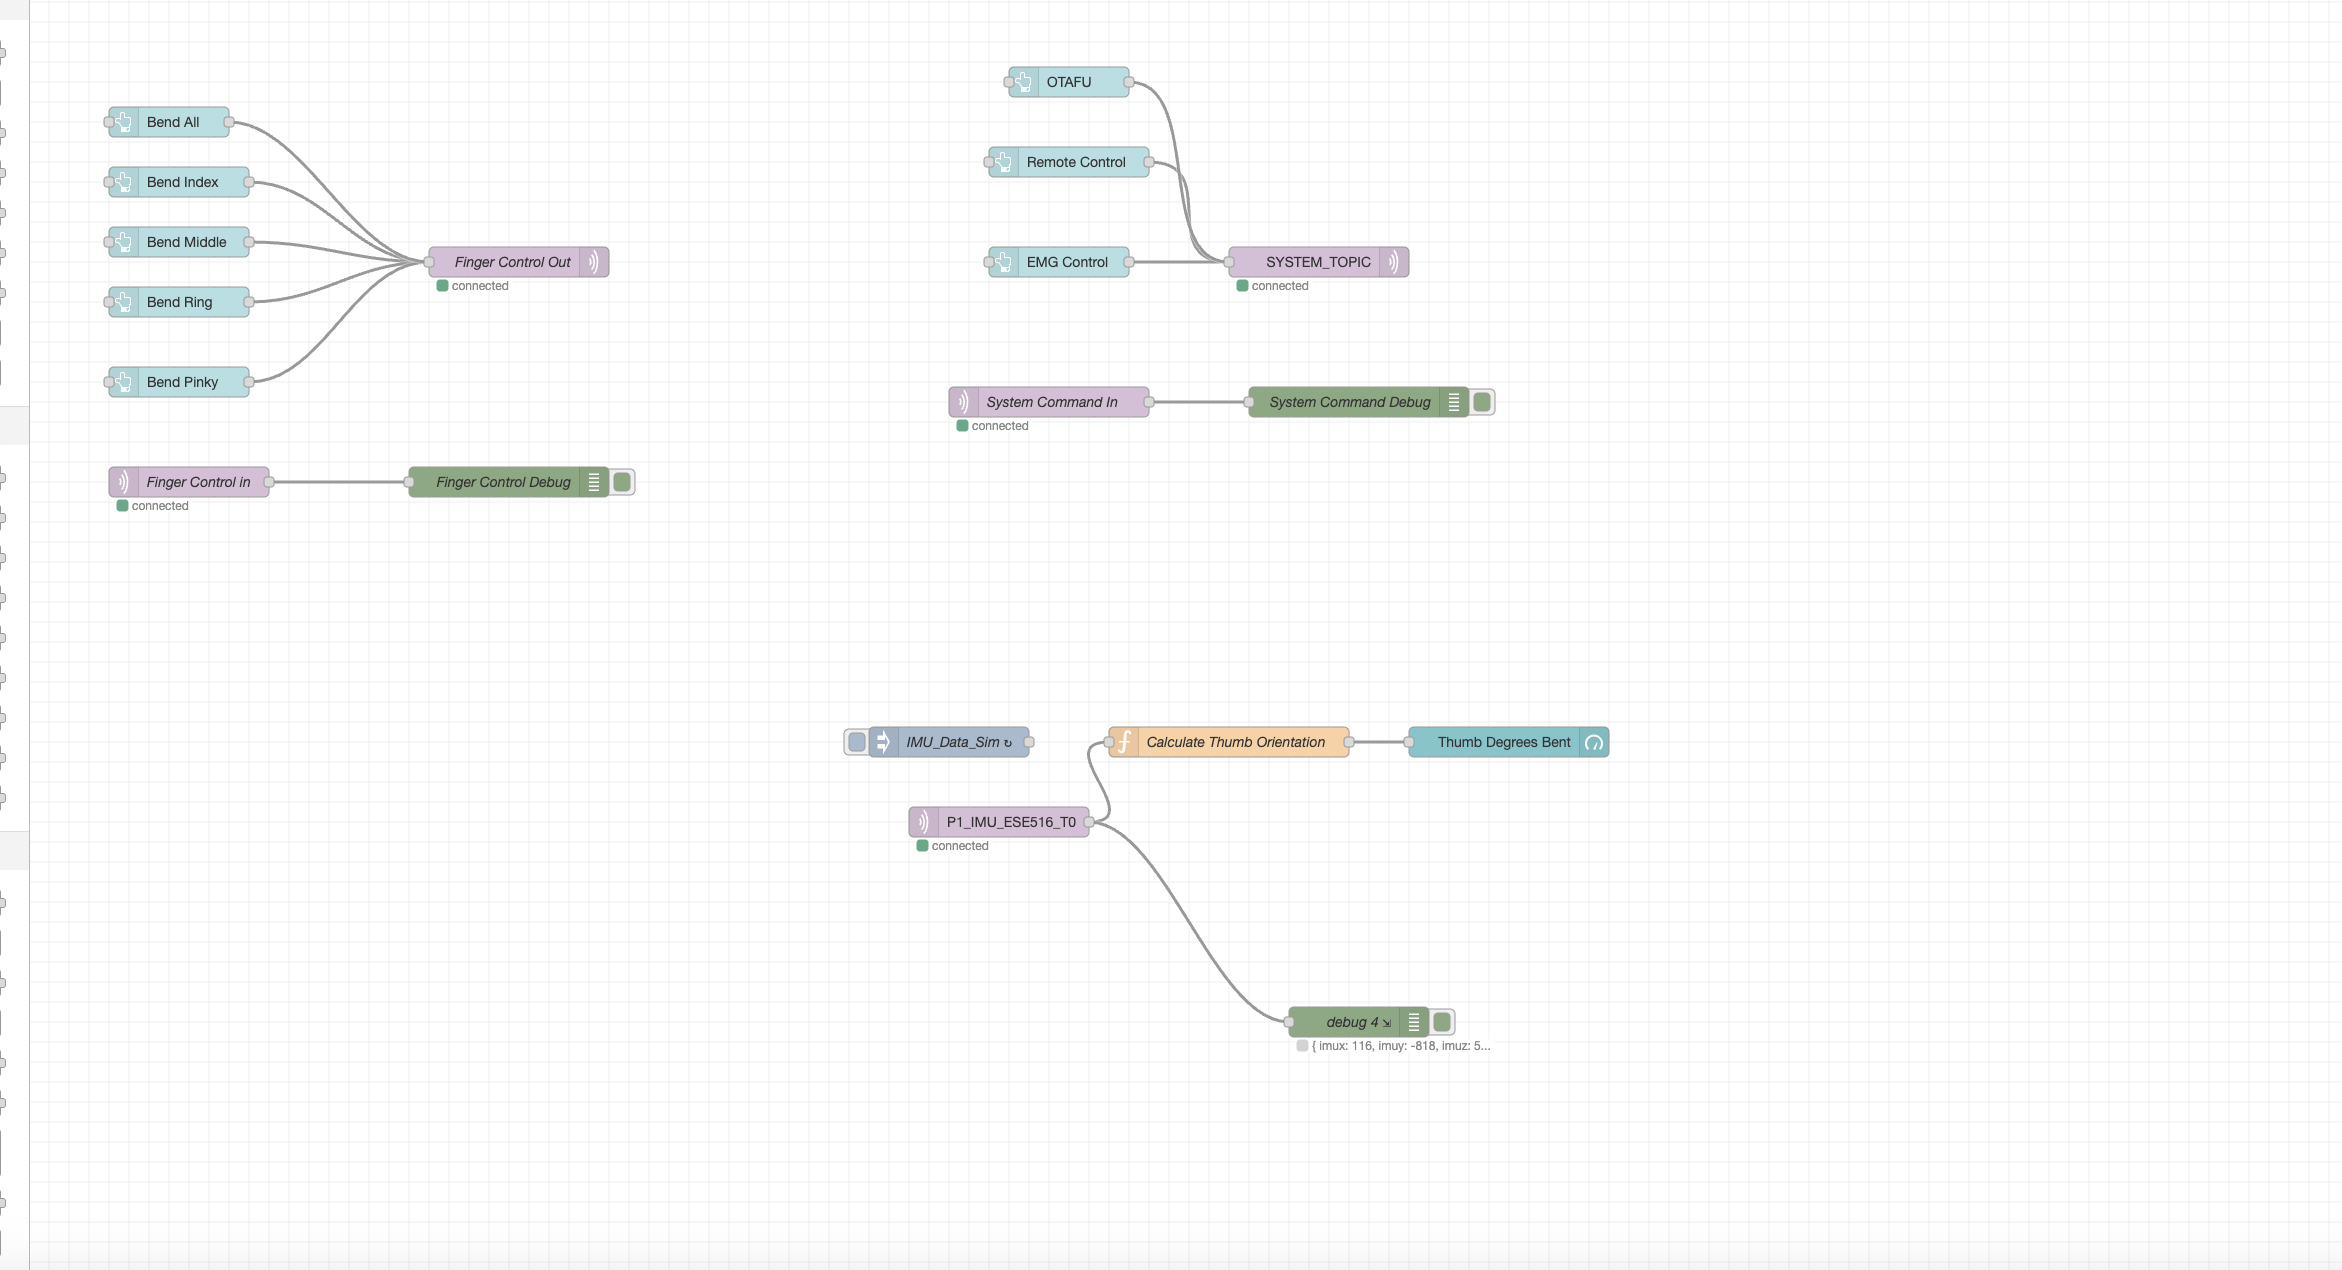 Bend All
Bend Index
Bend Middle
Bend Ring
Bend Pinky
Finger Control Out
connected
Finger Control in
connected
Finger Control Debug
OTAFU
Remote Control
EMG Control
SYSTEM_TOPIC
connected
System Command In
connected
System Command Debug
IMU_Data_Sim ↻
Calculate Thumb Orientation
Thumb Degrees Bent
P1_IMU_ESE516_T0
connected
debug 4
{ imux: 116, imuy: -818, imuz: 5...